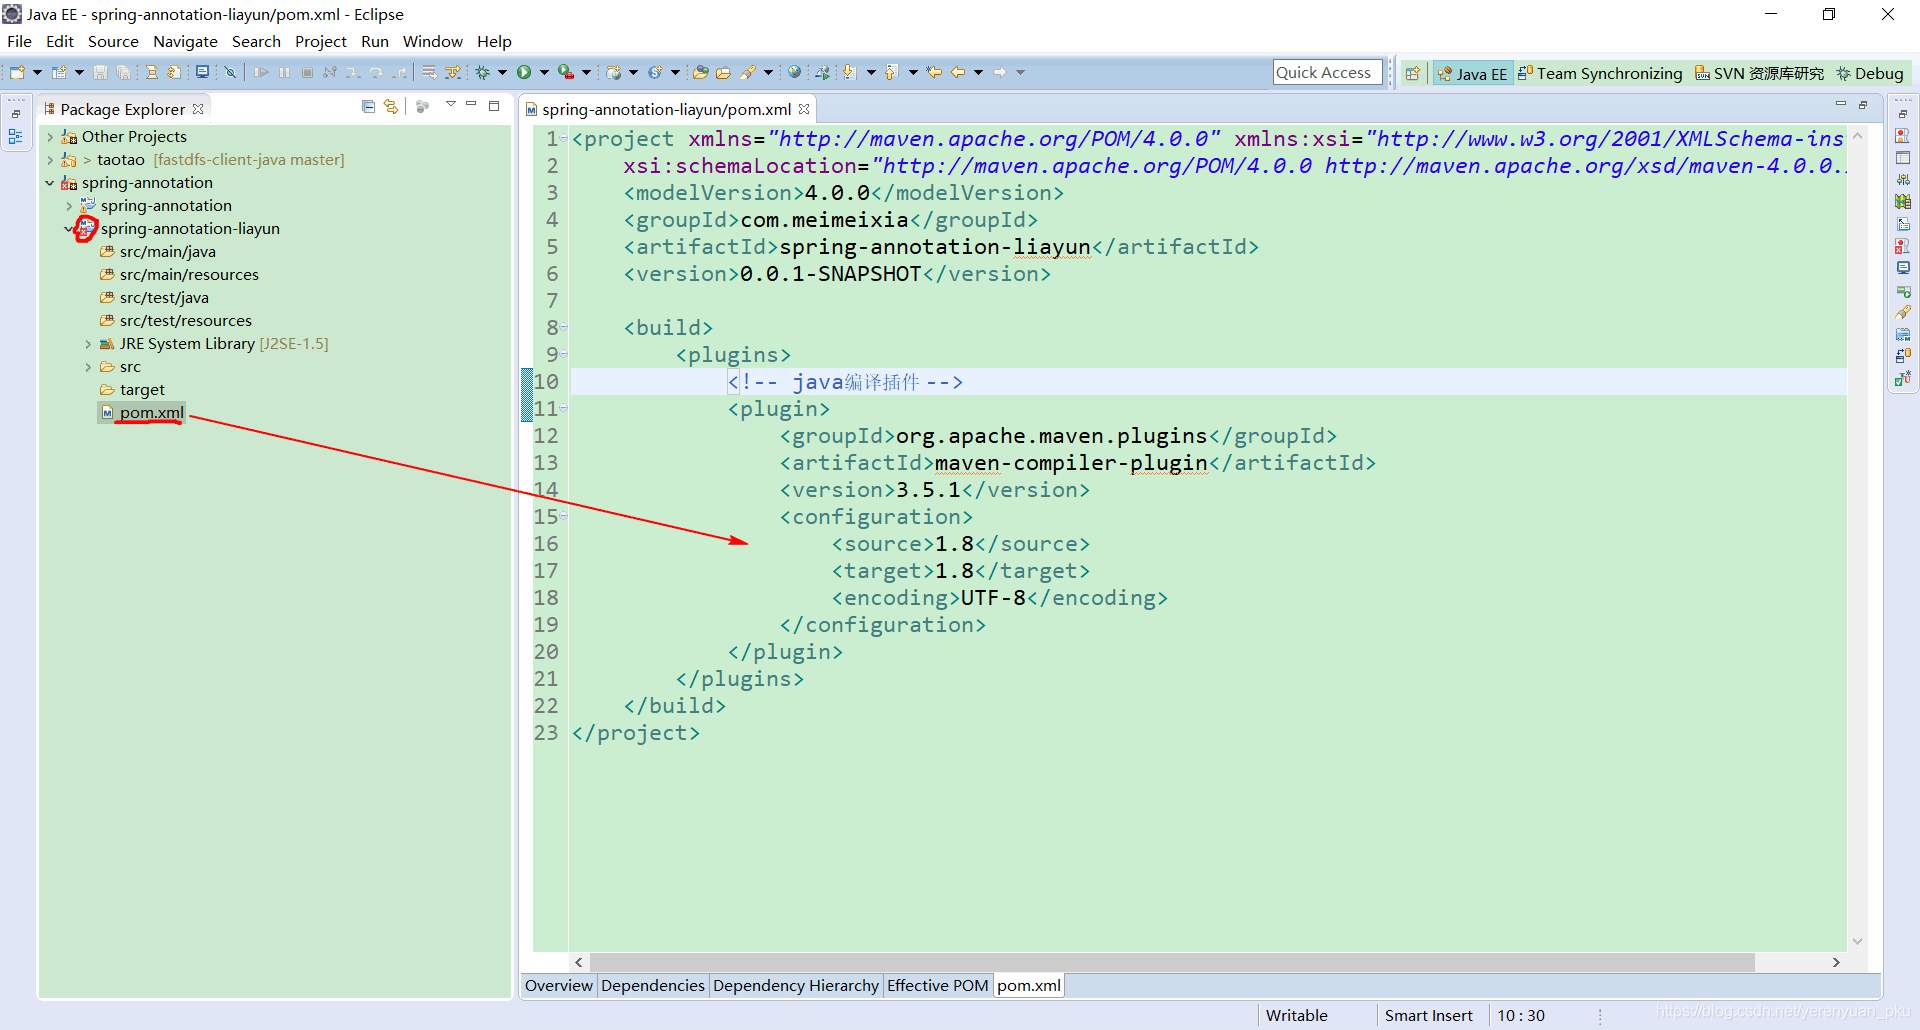 Java EE - spring-annotation-liayun/pom.xml - Eclipse
File Edit Source Navigate Search Project Run Window Help
Quick Access
Java EE
Team Synchronizing
SVN 资源库研究
Debug
Package Explorer
Other Projects
> taotao [fastdfs-client-java master]
spring-annotation
spring-annotation
spring-annotation-liayun
src/main/java
src/main/resources
src/test/java
src/test/resources
JRE System Library [J2SE-1.5]
src
target
pom.xml
spring-annotation-liayun/pom.xml
1 <project xmlns="http://maven.apache.org/POM/4.0.0" xmlns:xsi="http://www.w3.org/2001/XMLSchema-ins
2 xsi:schemaLocation="http://maven.apache.org/POM/4.0.0 http://maven.apache.org/xsd/maven-4.0.0.
3 <modelVersion>4.0.0</modelVersion>
4 <groupId>com.meimeixia</groupId>
5 <artifactId>spring-annotation-liayun</artifactId>
6 <version>0.0.1-SNAPSHOT</version>
7
8 <build>
9 <plugins>
10 <!-- java编译插件 -->
11 <plugin>
12 <groupId>org.apache.maven.plugins</groupId>
13 <artifactId>maven-compiler-plugin</artifactId>
14 <version>3.5.1</version>
15 <configuration>
16 <source>1.8</source>
17 <target>1.8</target>
18 <encoding>UTF-8</encoding>
19 </configuration>
20 </plugin>
21 </plugins>
22 </build>
23 </project>
Overview Dependencies Dependency Hierarchy Effective POM pom.xml
Writable Smart Insert 10 : 30
https://blog.csdn.net/yerenyuan_pku